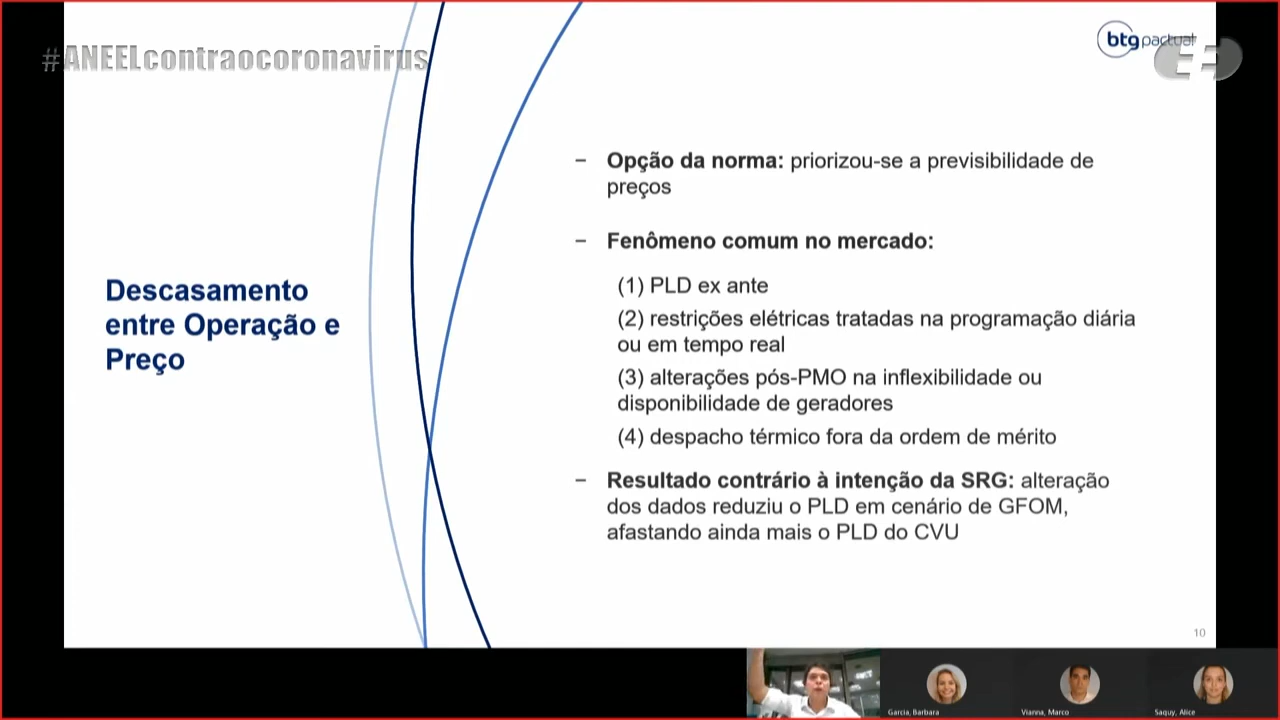 #ANEELcontraocoronavirus
btg pactual
Descasamento
entre Operação e
Preço
– Opção da norma: priorizou-se a previsibilidade de
preços
– Fenômeno comum no mercado:
(1) PLD ex ante
(2) restrições elétricas tratadas na programação diária
ou em tempo real
(3) alterações pós-PMO na inflexibilidade ou
disponibilidade de geradores
(4) despacho térmico fora da ordem de mérito
– Resultado contrário à intenção da SRG: alteração
dos dados reduziu o PLD em cenário de GFOM,
afastando ainda mais o PLD do CVU
10
Garcia, Barbara
Vianna, Marco
Saquy, Alice